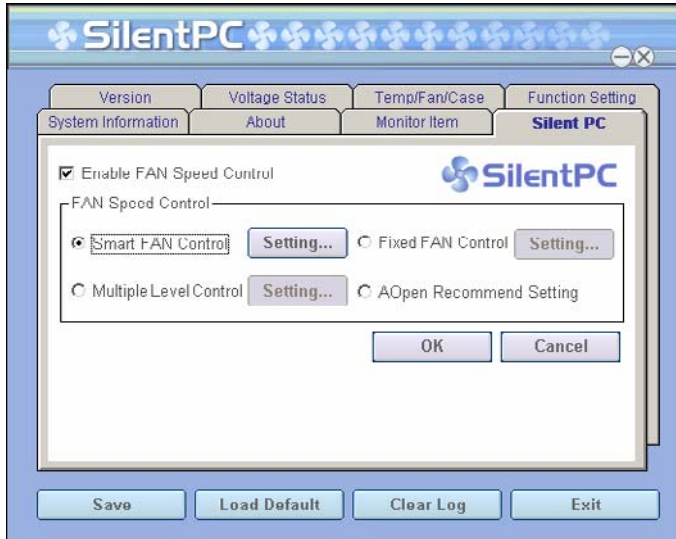 SilentPC
Version Voltage Status Temp/Fan/Case Function Setting
System Information About Monitor Item Silent PC
Enable FAN Speed Control
SilentPC
FAN Speed Control
Smart FAN Control Setting... Fixed FAN Control Setting...
Multiple Level Control Setting... AOpen Recommend Setting
OK Cancel
Save Load Default Clear Log Exit